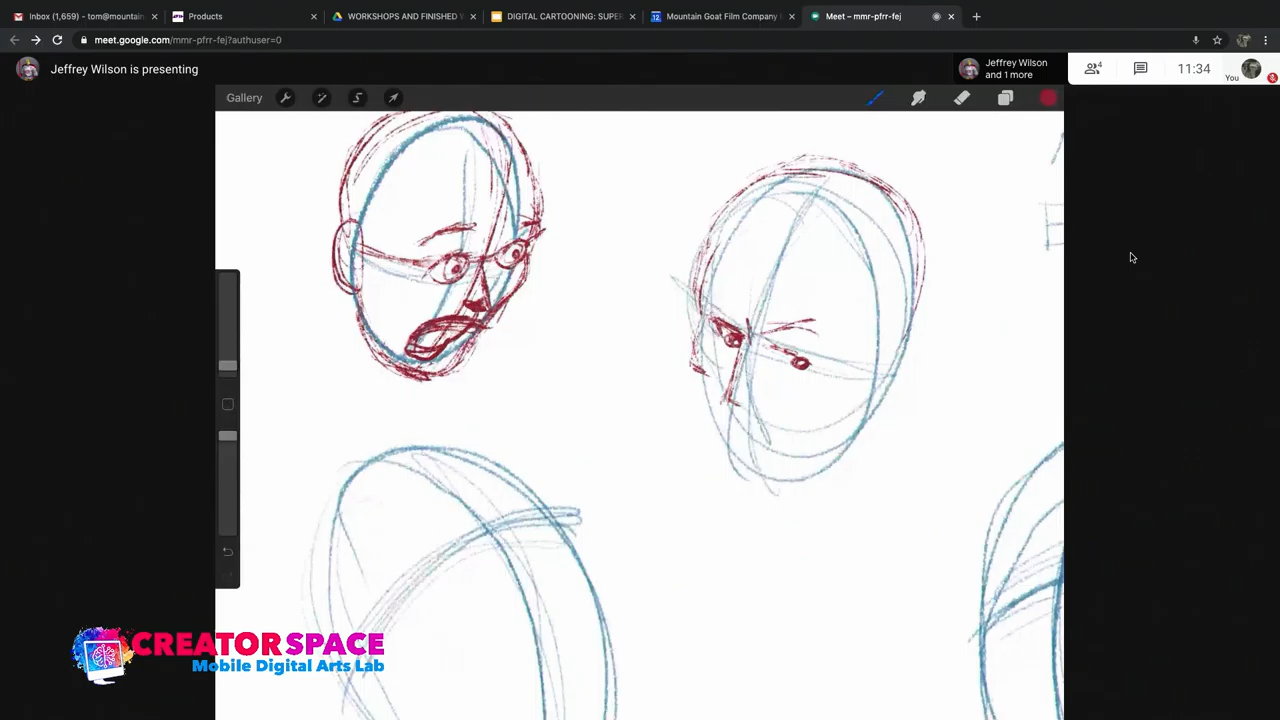 Inbox (1,659) - tom@mountain
Products
WORKSHOPS AND FINISHED
DIGITAL CARTOONING: SUPER
Mountain Goat Film Company
Meet – mmr-pfrr-fej
meet.google.com/mmr-pfrr-fej?authuser=0
Jeffrey Wilson is presenting
Jeffrey Wilson
and 1 more
4
11:34
You
Gallery
CREATOR SPACE
Mobile Digital Arts Lab